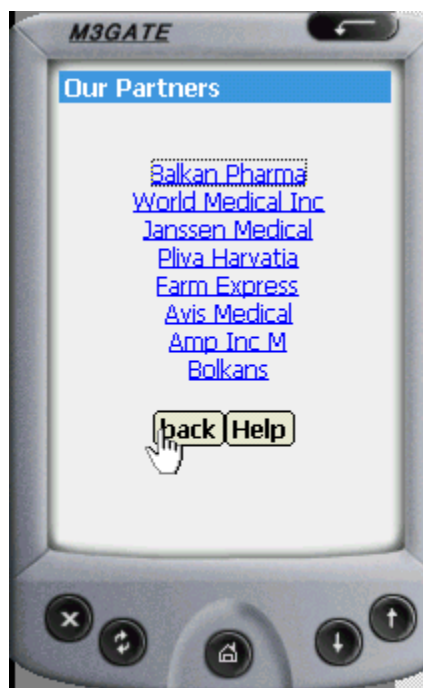 M3GATE
Our Partners
Balkan Pharma
World Medical Inc
Janssen Medical
Pliva Harvatia
Farm Express
Avis Medical
Amp Inc M
Bolkans
back Help